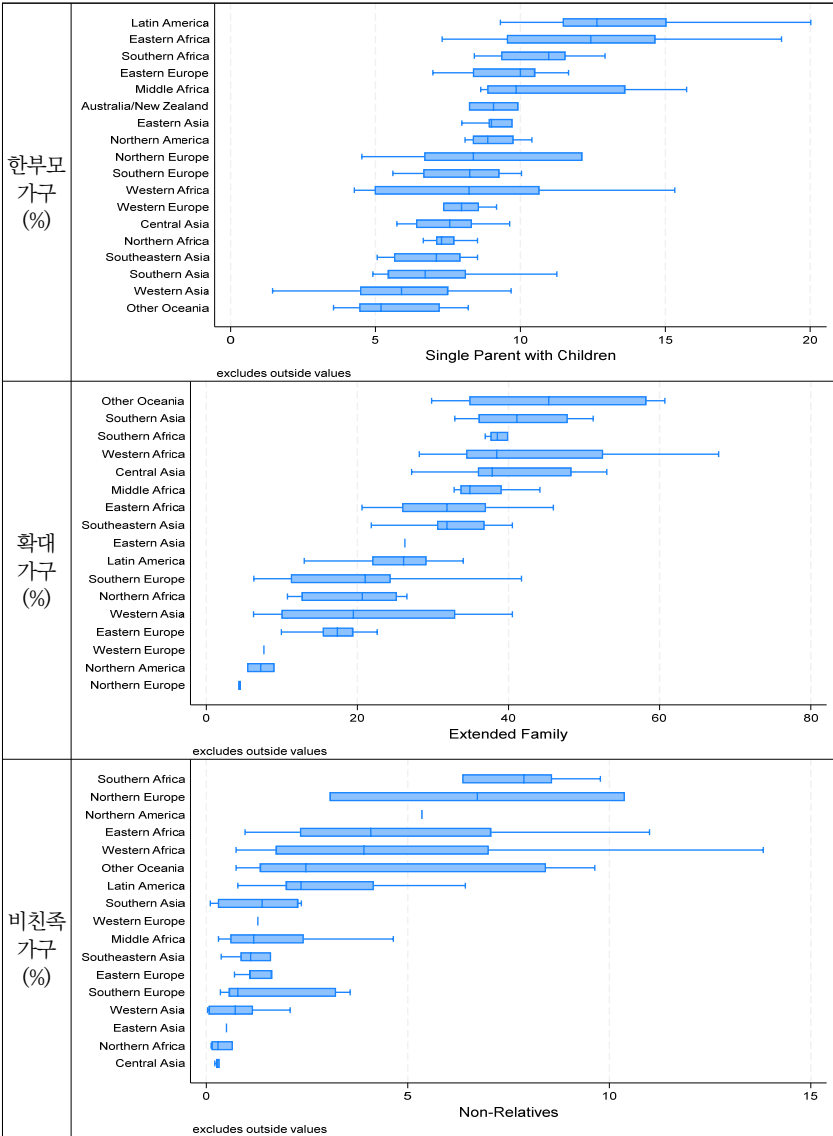 한부모
가구
(%)
Latin America
Eastern Africa
Southern Africa
Eastern Europe
Middle Africa
Australia/New Zealand
Eastern Asia
Northern America
Northern Europe
Southern Europe
Western Africa
Western Europe
Central Asia
Northern Africa
Southeastern Asia
Southern Asia
Western Asia
Other Oceania
0 5 10 15 20
Single Parent with Children
excludes outside values
확대
가구
(%)
Other Oceania
Southern Asia
Southern Africa
Western Africa
Central Asia
Middle Africa
Eastern Africa
Southeastern Asia
Eastern Asia
Latin America
Southern Europe
Northern Africa
Western Asia
Eastern Europe
Western Europe
Northern America
Northern Europe
0 20 40 60 80
Extended Family
excludes outside values
비친족
가구
(%)
Southern Africa
Northern Europe
Northern America
Eastern Africa
Western Africa
Other Oceania
Latin America
Southern Asia
Western Europe
Middle Africa
Southeastern Asia
Eastern Europe
Southern Europe
Western Asia
Eastern Asia
Northern Africa
Central Asia
0 5 10 15
Non-Relatives
excludes outside values